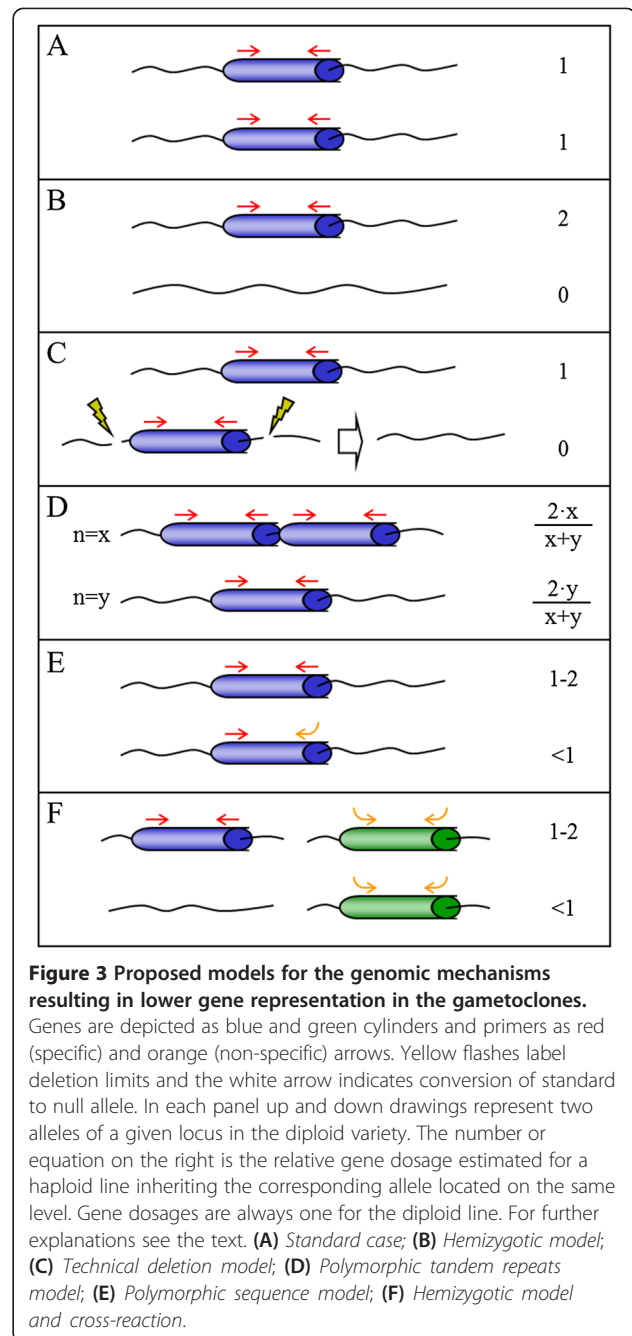 A
1
1
B
2
0
C
1
0
D
n=x
2·x
x+y
n=y
2·y
x+y
E
1-2
<1
F
1-2
<1
Figure 3 Proposed models for the genomic mechanisms
resulting in lower gene representation in the gametoclones.
Genes are depicted as blue and green cylinders and primers as red
(specific) and orange (non-specific) arrows. Yellow flashes label
deletion limits and the white arrow indicates conversion of standard
to null allele. In each panel up and down drawings represent two
alleles of a given locus in the diploid variety. The number or
equation on the right is the relative gene dosage estimated for a
haploid line inheriting the corresponding allele located on the same
level. Gene dosages are always one for the diploid line. For further
explanations see the text. (A) Standard case; (B) Hemizygotic model;
(C) Technical deletion model; (D) Polymorphic tandem repeats
model; (E) Polymorphic sequence model; (F) Hemizygotic model
and cross-reaction.